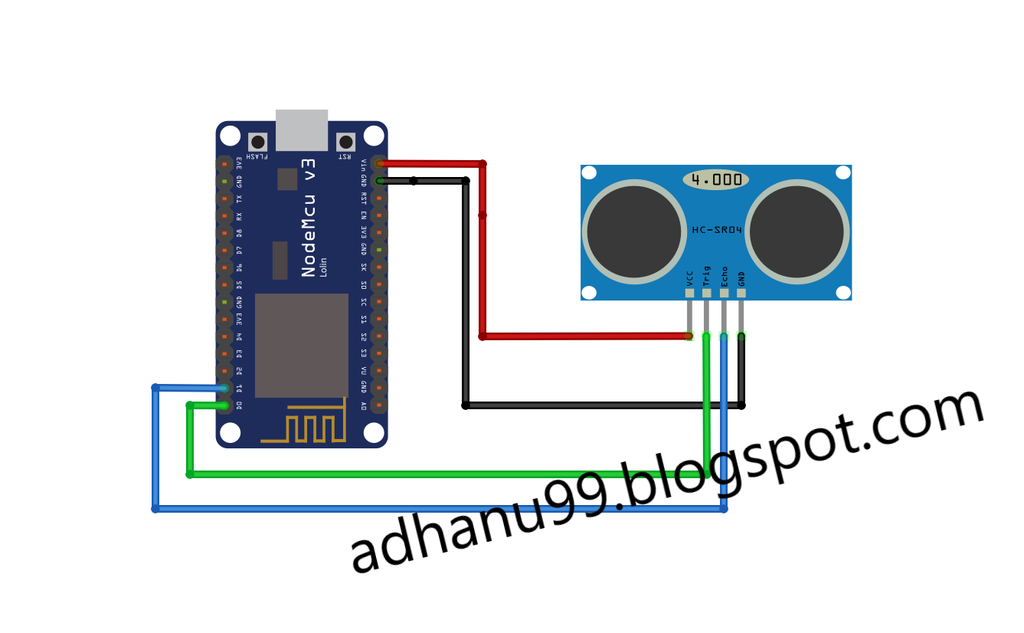 FLASH
RST
3V3
GND
TX
RX
D8
D7
D6
D5
GND
3V3
D4
D3
D2
D1
D0
NodeMcu v3
Lolin
Vin
GND
RST
EN
3V3
GND
SK
SO
SC
S1
S2
S3
VU
GND
A0
4.000
HC-SR04
VCC
Trig
Echo
GND
adhanu99.blogspot.com